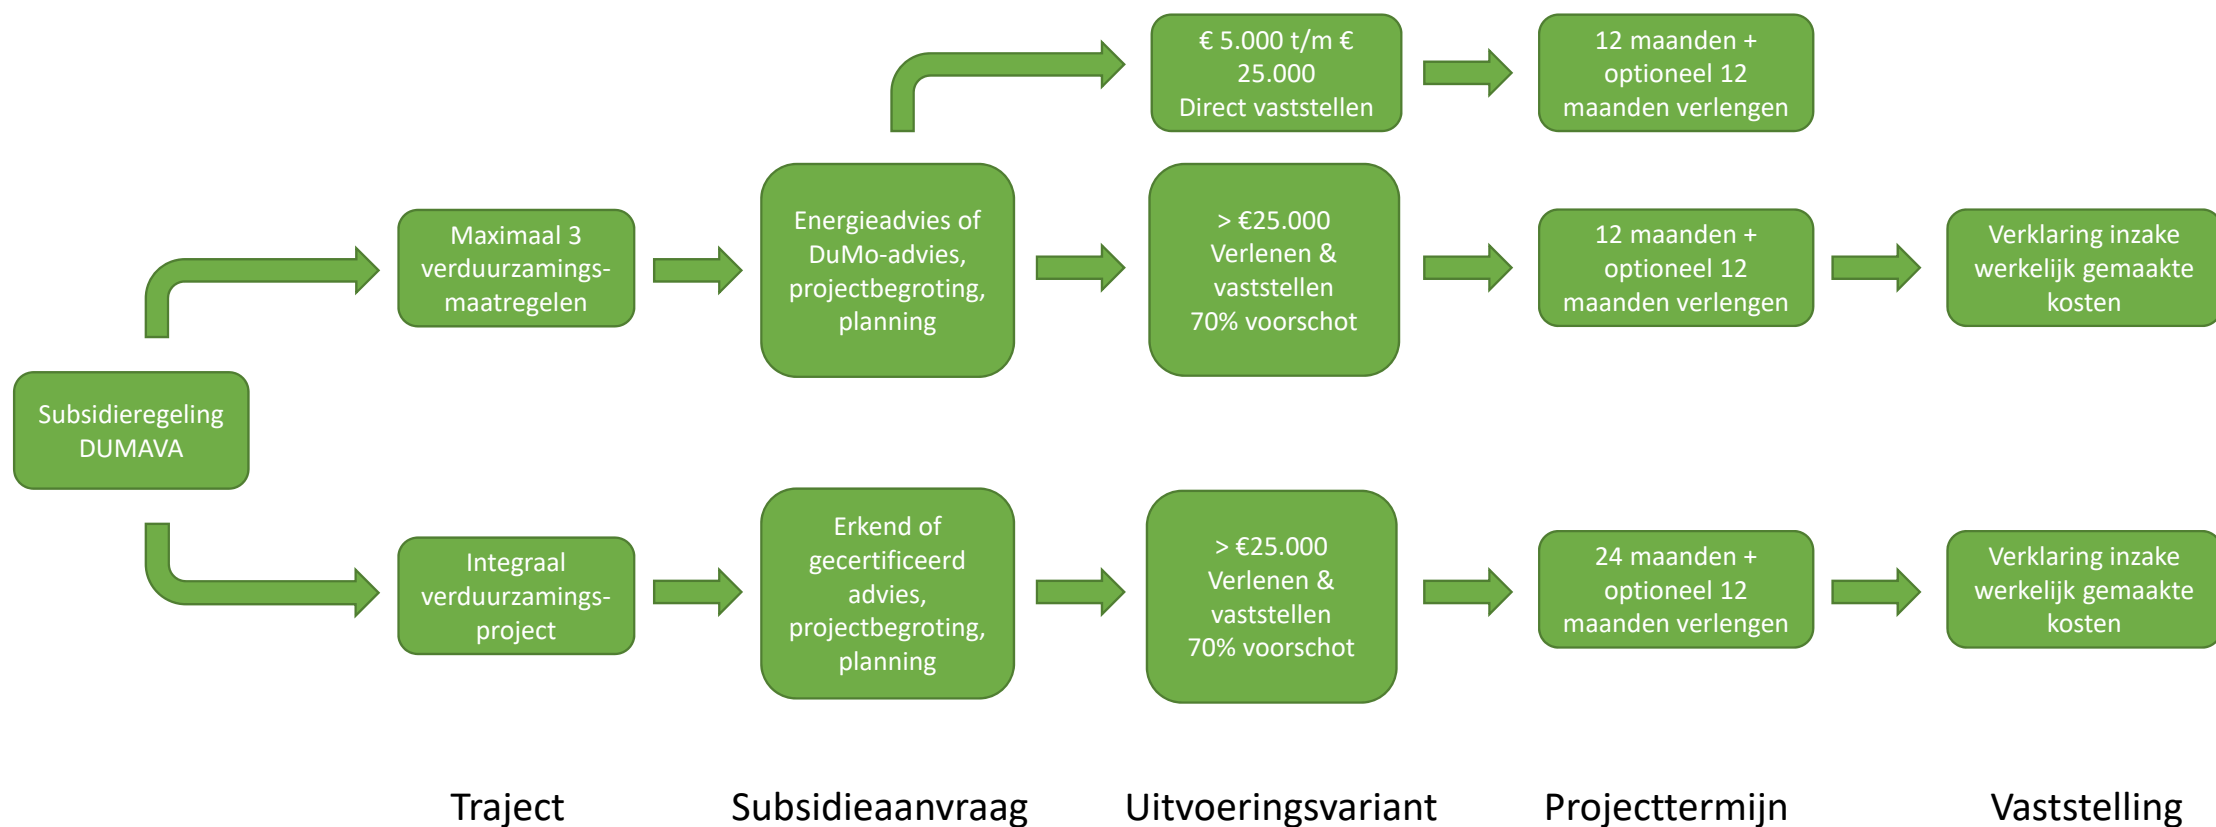 € 5.000 t/m €
25.000
Direct vaststellen
12 maanden +
optioneel 12
maanden verlengen
Maximaal 3
verduurzamings-
maatregelen
Energieadvies of
DuMo-advies,
projectbegroting,
planning
> €25.000
Verlenen &
vaststellen
70% voorschot
12 maanden +
optioneel 12
maanden verlengen
Verklaring inzake
werkelijk gemaakte
kosten
Subsidieregeling
DUMAVA
Integraal
verduurzamings-
project
Erkend of
gecertificeerd
advies,
projectbegroting,
planning
> €25.000
Verlenen &
vaststellen
70% voorschot
24 maanden +
optioneel 12
maanden verlengen
Verklaring inzake
werkelijk gemaakte
kosten
Traject
Subsidieaanvraag
Uitvoeringsvariant
Projecttermijn
Vaststelling